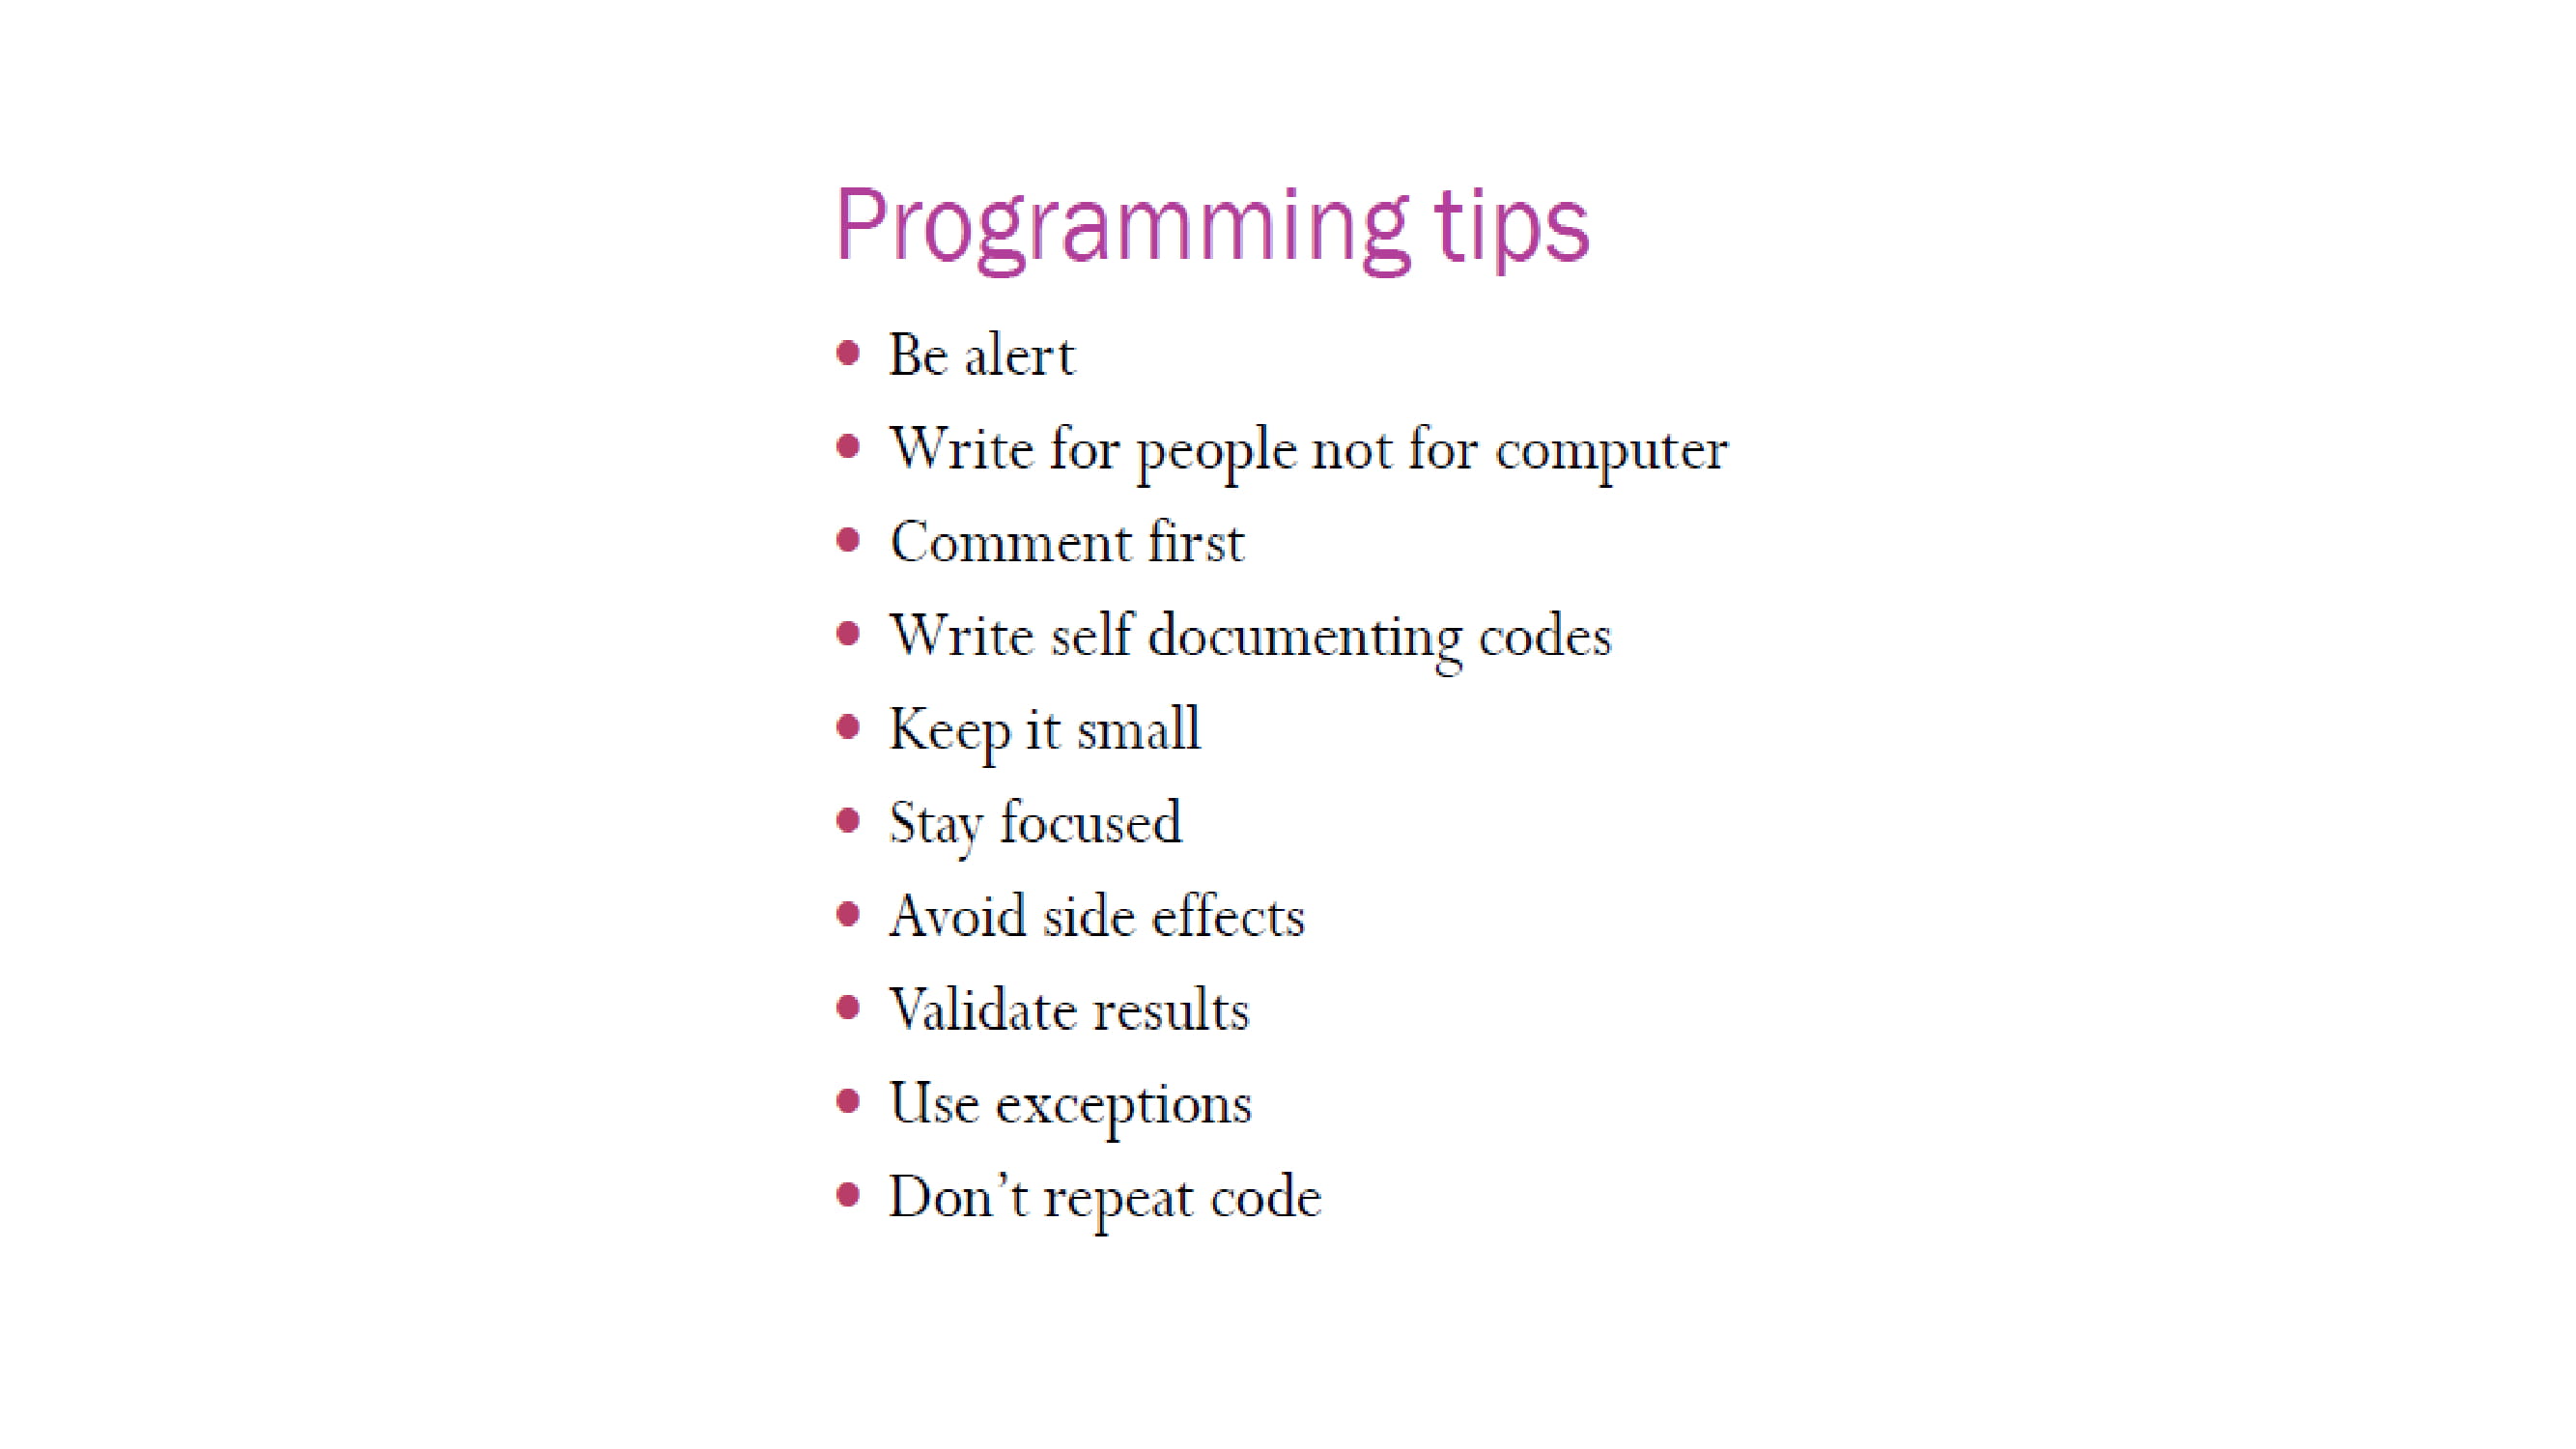 Programming tips
• Be alert
• Write for people not for computer
• Comment first
• Write self documenting codes
• Keep it small
• Stay focused
• Avoid side effects
• Validate results
• Use exceptions
• Don’t repeat code